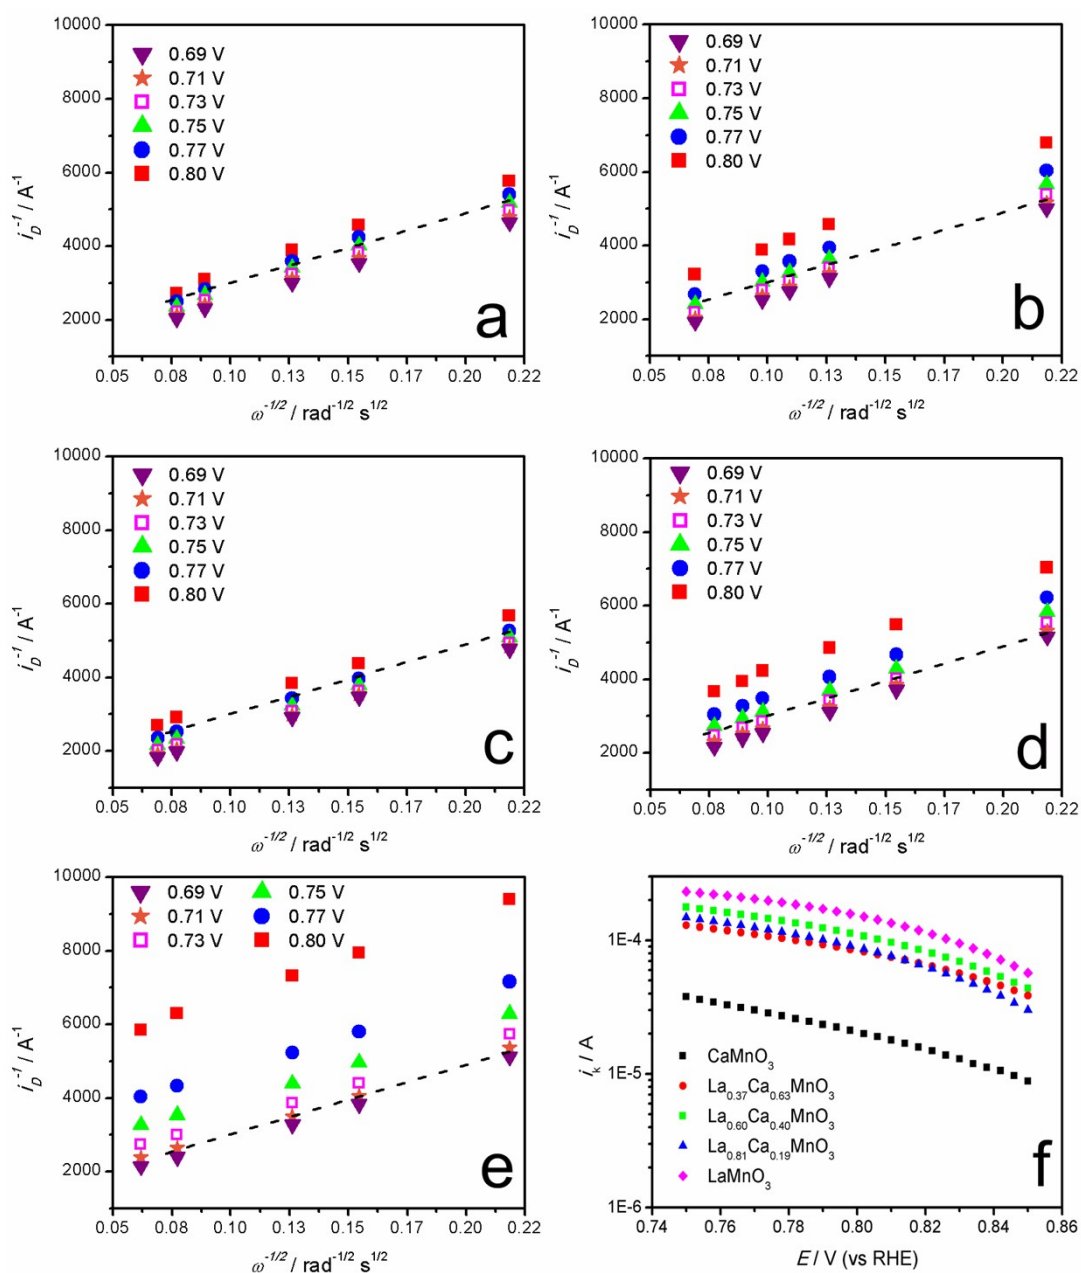 10000
8000
6000
4000
2000
i_D^-1 / A^-1
0.69 V
0.71 V
0.73 V
0.75 V
0.77 V
0.80 V
a
0.05 0.08 0.10 0.13 0.15 0.17 0.20 0.22
ω^-1/2 / rad^-1/2 s^1/2
10000
8000
6000
4000
2000
i_D^-1 / A^-1
0.69 V
0.71 V
0.73 V
0.75 V
0.77 V
0.80 V
b
0.05 0.08 0.10 0.13 0.15 0.17 0.20 0.22
ω^-1/2 / rad^-1/2 s^1/2
10000
8000
6000
4000
2000
i_D^-1 / A^-1
0.69 V
0.71 V
0.73 V
0.75 V
0.77 V
0.80 V
c
0.05 0.08 0.10 0.13 0.15 0.17 0.20 0.22
ω^-1/2 / rad^-1/2 s^1/2
10000
8000
6000
4000
2000
i_D^-1 / A^-1
0.69 V
0.71 V
0.73 V
0.75 V
0.77 V
0.80 V
d
0.05 0.08 0.10 0.13 0.15 0.17 0.20 0.22
ω^-1/2 / rad^-1/2 s^1/2
10000
8000
6000
4000
2000
i_D^-1 / A^-1
0.69 V 0.75 V
0.71 V 0.77 V
0.73 V 0.80 V
e
0.05 0.08 0.10 0.13 0.15 0.17 0.20 0.22
ω^-1/2 / rad^-1/2 s^1/2
1E-4
1E-5
1E-6
i_k / A
CaMnO₃
La₀.₃₇Ca₀.₆₃MnO₃
La₀.₆₀Ca₀.₄₀MnO₃
La₀.₈₁Ca₀.₁₉MnO₃
LaMnO₃
f
0.74 0.76 0.78 0.80 0.82 0.84 0.86
E / V (vs RHE)